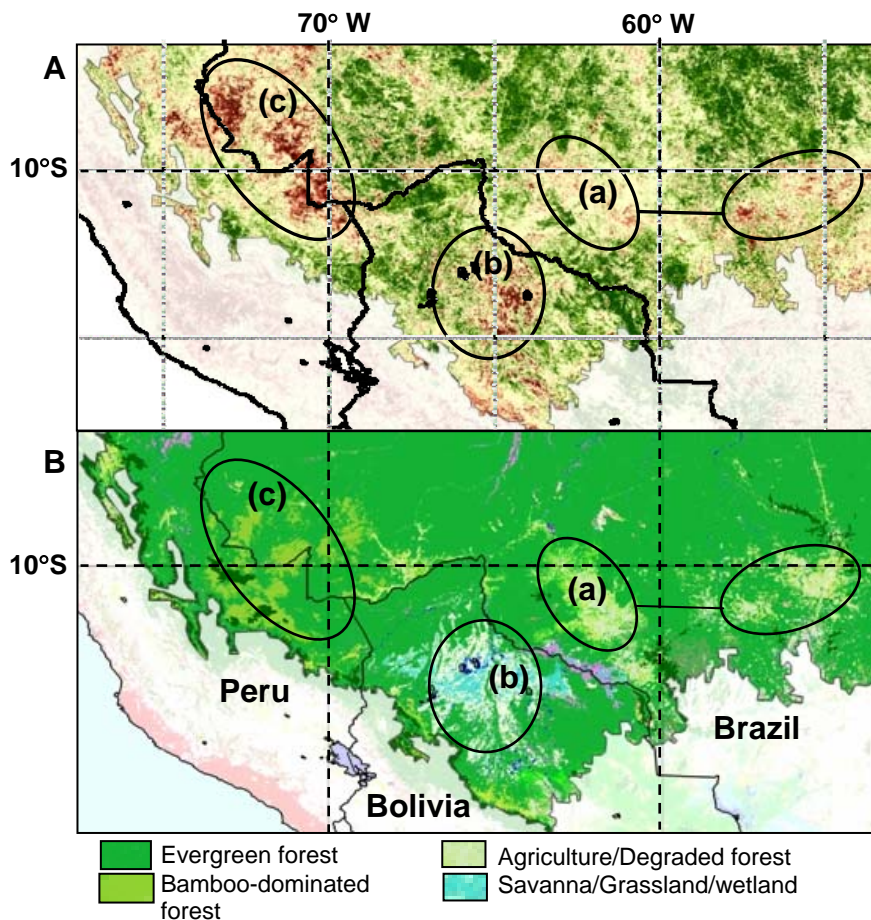 70° W 60° W
A
(c)
10°S
(a)
(b)
B
(c)
10°S
(a)
(b)
Peru
Brazil
Bolivia
Evergreen forest
Agriculture/Degraded forest
Bamboo-dominated
forest
Savanna/Grassland/wetland